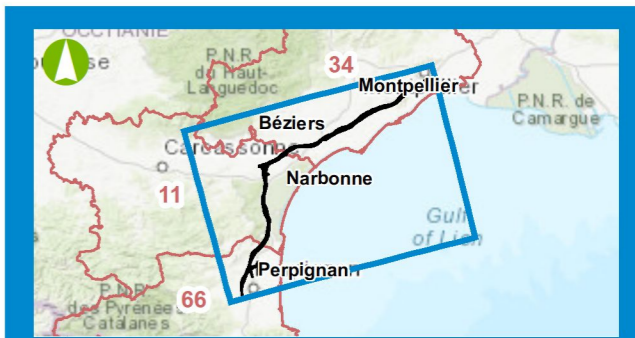 OCCITANIE
P.N.R.
du Haut-
Languedoc
34
Montpellier
P.N.R. de
Camargue
Béziers
Carcassonne
Narbonne
11
Gulf
of Lion
Perpignan
66
P.N.R.
des Pyrénées
Catalanes